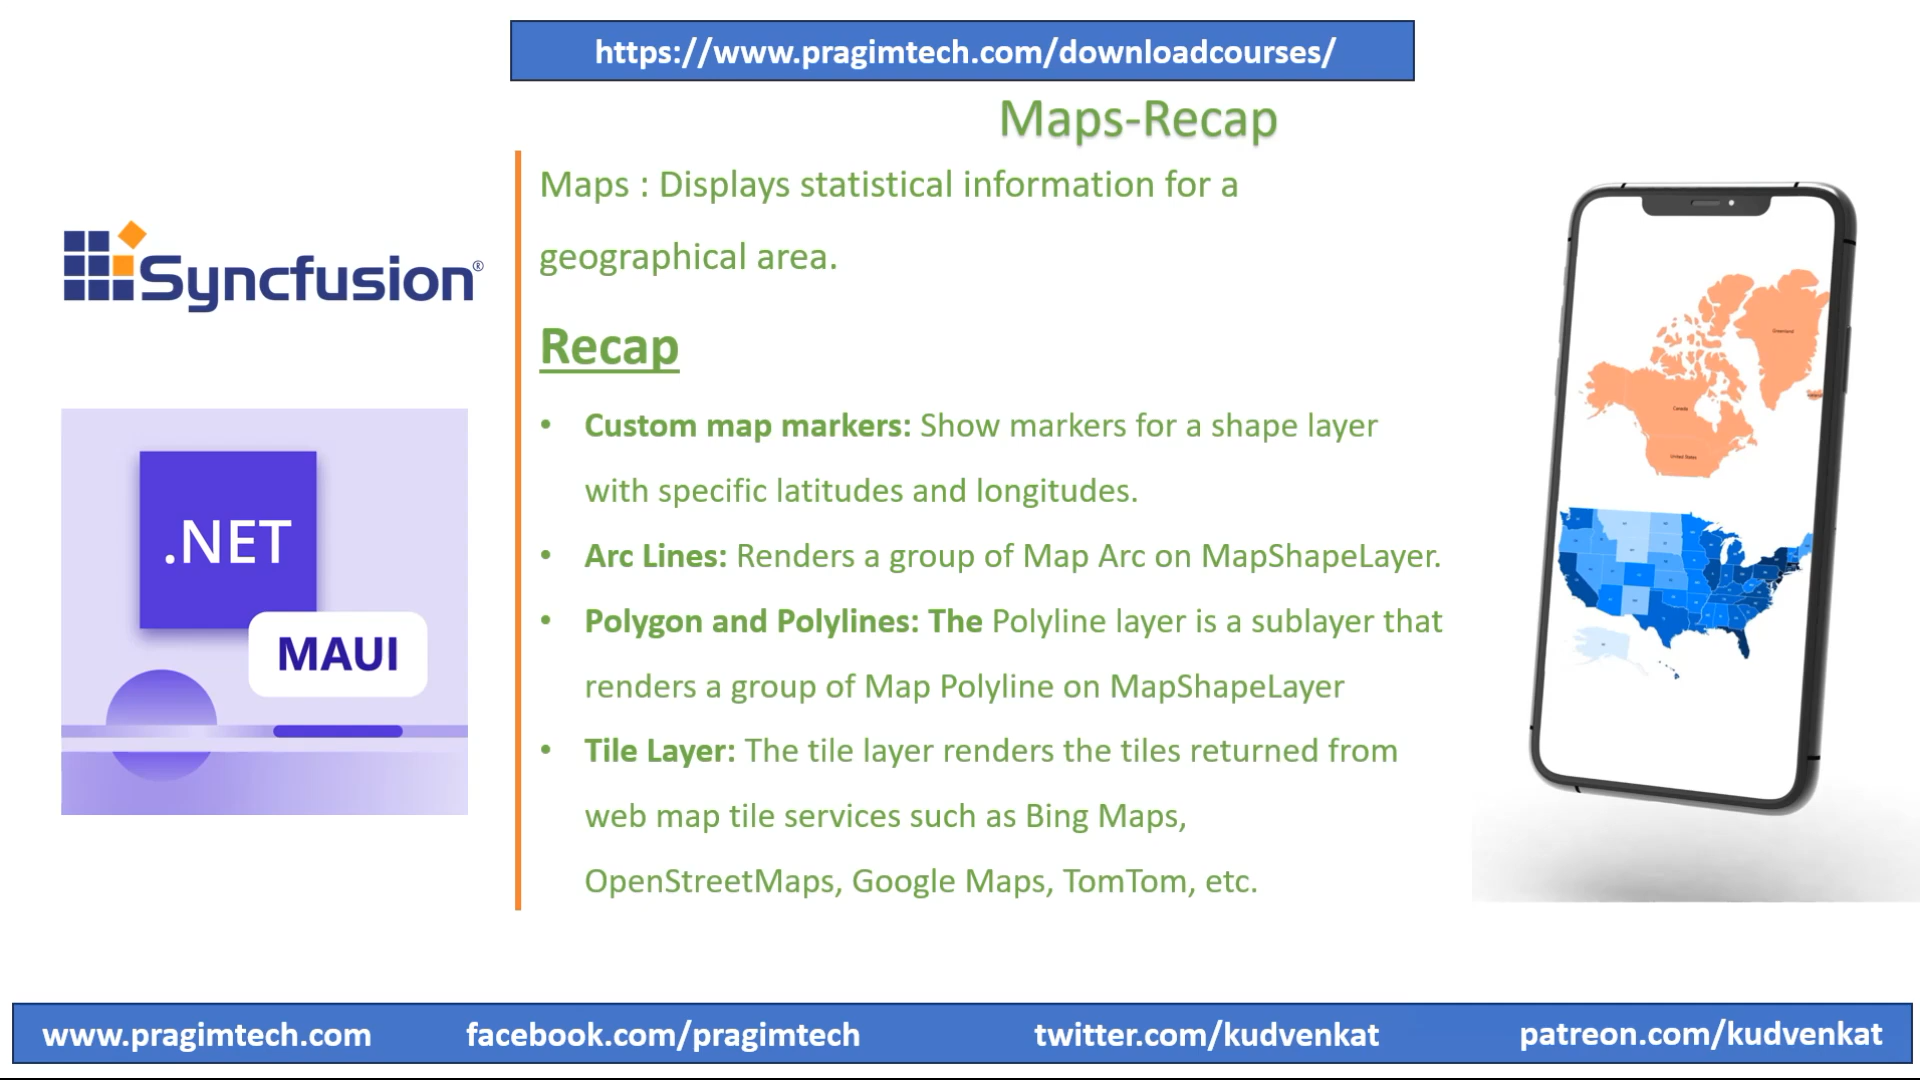 https://www.pragimtech.com/downloadcourses/
Maps-Recap
Maps : Displays statistical information for a
geographical area.
Syncfusion®
Recap
• Custom map markers: Show markers for a shape layer
with specific latitudes and longitudes.
• Arc Lines: Renders a group of Map Arc on MapShapeLayer.
• Polygon and Polylines: The Polyline layer is a sublayer that
renders a group of Map Polyline on MapShapeLayer
• Tile Layer: The tile layer renders the tiles returned from
web map tile services such as Bing Maps,
OpenStreetMaps, Google Maps, TomTom, etc.
.NET
MAUI
Greenland
Canada
United States
www.pragimtech.com facebook.com/pragimtech twitter.com/kudvenkat patreon.com/kudvenkat